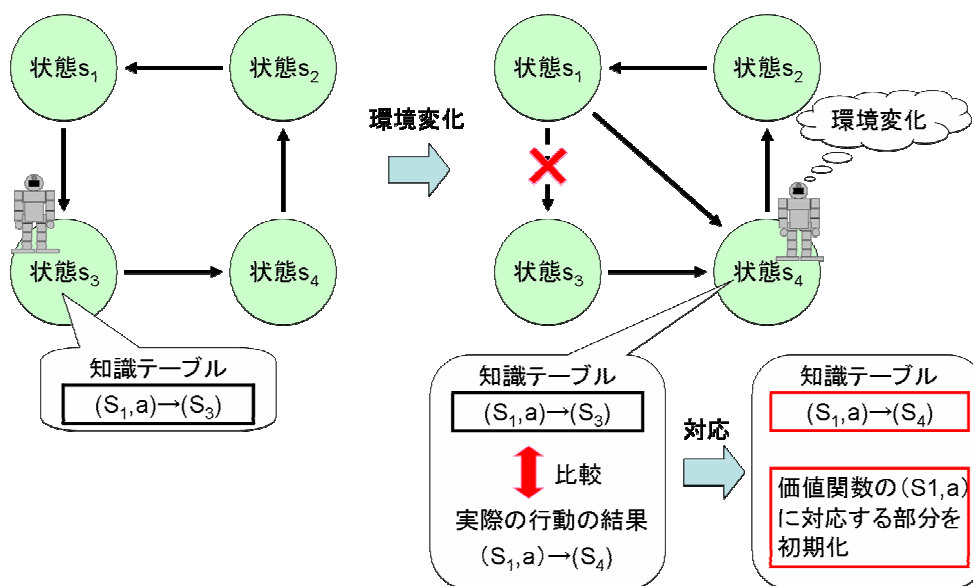 状態s1
状態s2
状態s3
状態s4
知識テーブル
(S1,a)→(S3)
環境変化
状態s1
状態s2
環境変化
状態s3
状態s4
知識テーブル
(S1,a)→(S3)
比較
実際の行動の結果
(S1,a)→(S4)
対応
知識テーブル
(S1,a)→(S4)
価値関数の(S1,a)
に対応する部分を
初期化